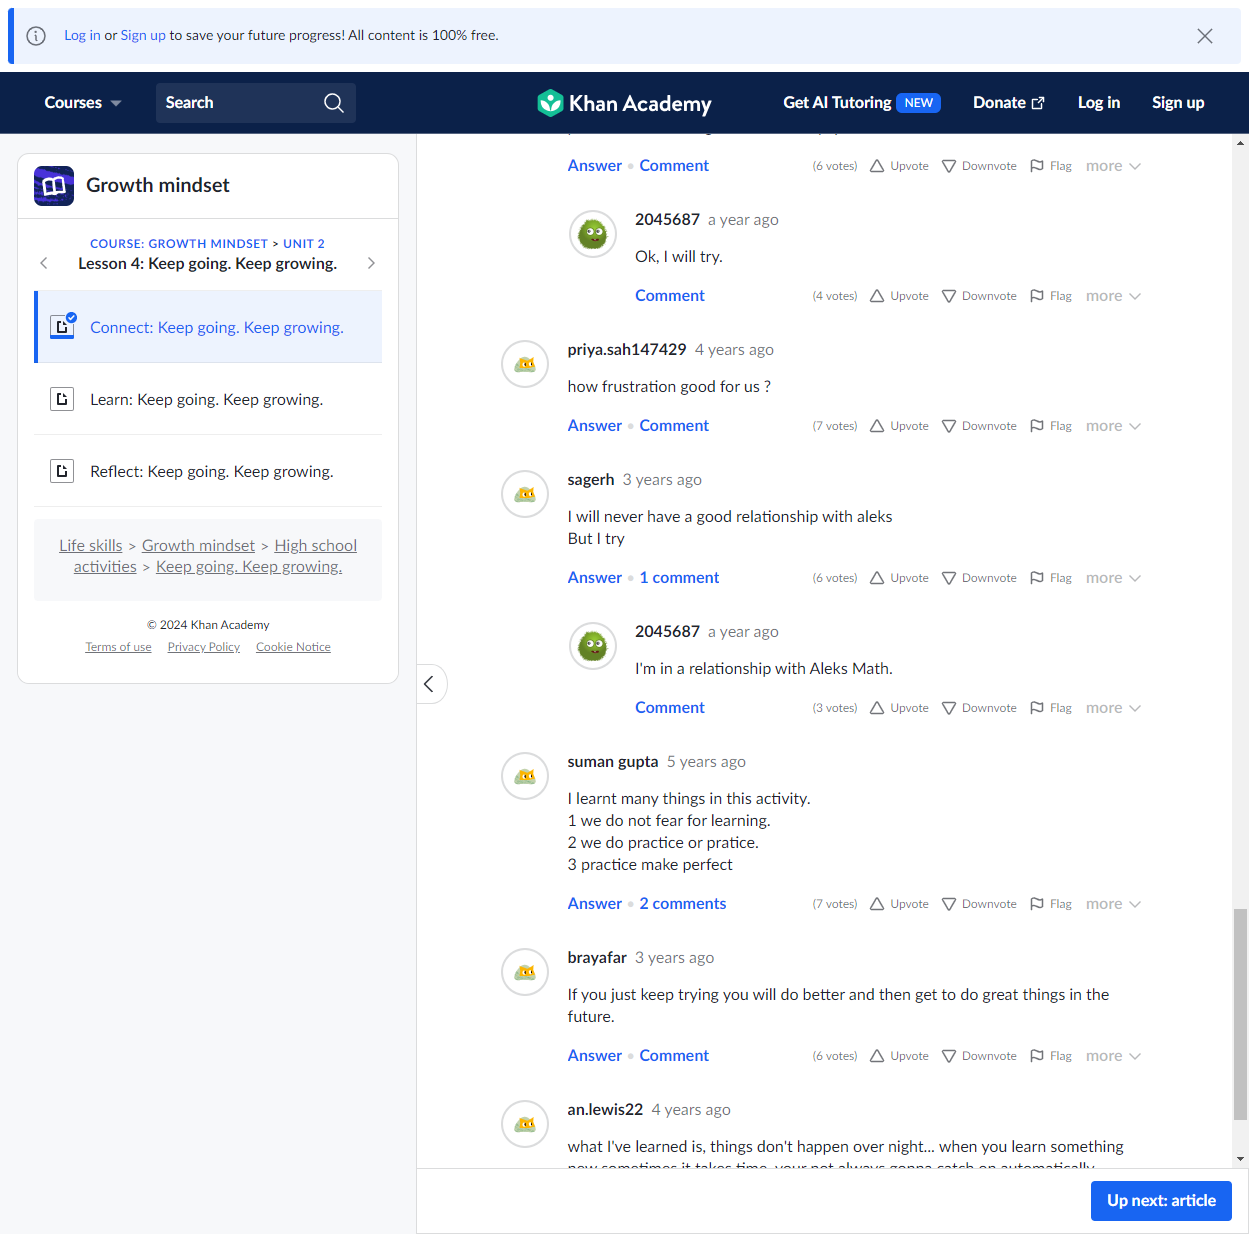 Log in or Sign up to save your future progress! All content is 100% free.
Courses
Search
Khan Academy
Get AI Tutoring NEW
Donate
Log in
Sign up
Growth mindset
COURSE: GROWTH MINDSET > UNIT 2
Lesson 4: Keep going. Keep growing.
Connect: Keep going. Keep growing.
Learn: Keep going. Keep growing.
Reflect: Keep going. Keep growing.
Life skills > Growth mindset > High school
activities > Keep going. Keep growing.
© 2024 Khan Academy
Terms of use Privacy Policy Cookie Notice
Answer • Comment (6 votes) Upvote Downvote Flag more
2045687 a year ago
Ok, I will try.
Comment (4 votes) Upvote Downvote Flag more
priya.sah147429 4 years ago
how frustration good for us ?
Answer • Comment (7 votes) Upvote Downvote Flag more
sagerh 3 years ago
I will never have a good relationship with aleks
But I try
Answer • 1 comment (6 votes) Upvote Downvote Flag more
2045687 a year ago
I'm in a relationship with Aleks Math.
Comment (3 votes) Upvote Downvote Flag more
suman gupta 5 years ago
I learnt many things in this activity.
1 we do not fear for learning.
2 we do practice or pratice.
3 practice make perfect
Answer • 2 comments (7 votes) Upvote Downvote Flag more
brayafar 3 years ago
If you just keep trying you will do better and then get to do great things in the
future.
Answer • Comment (6 votes) Upvote Downvote Flag more
an.lewis22 4 years ago
what I've learned is, things don't happen over night... when you learn something
new sometimes it takes time, your not always gonna catch on automatically
Up next: article